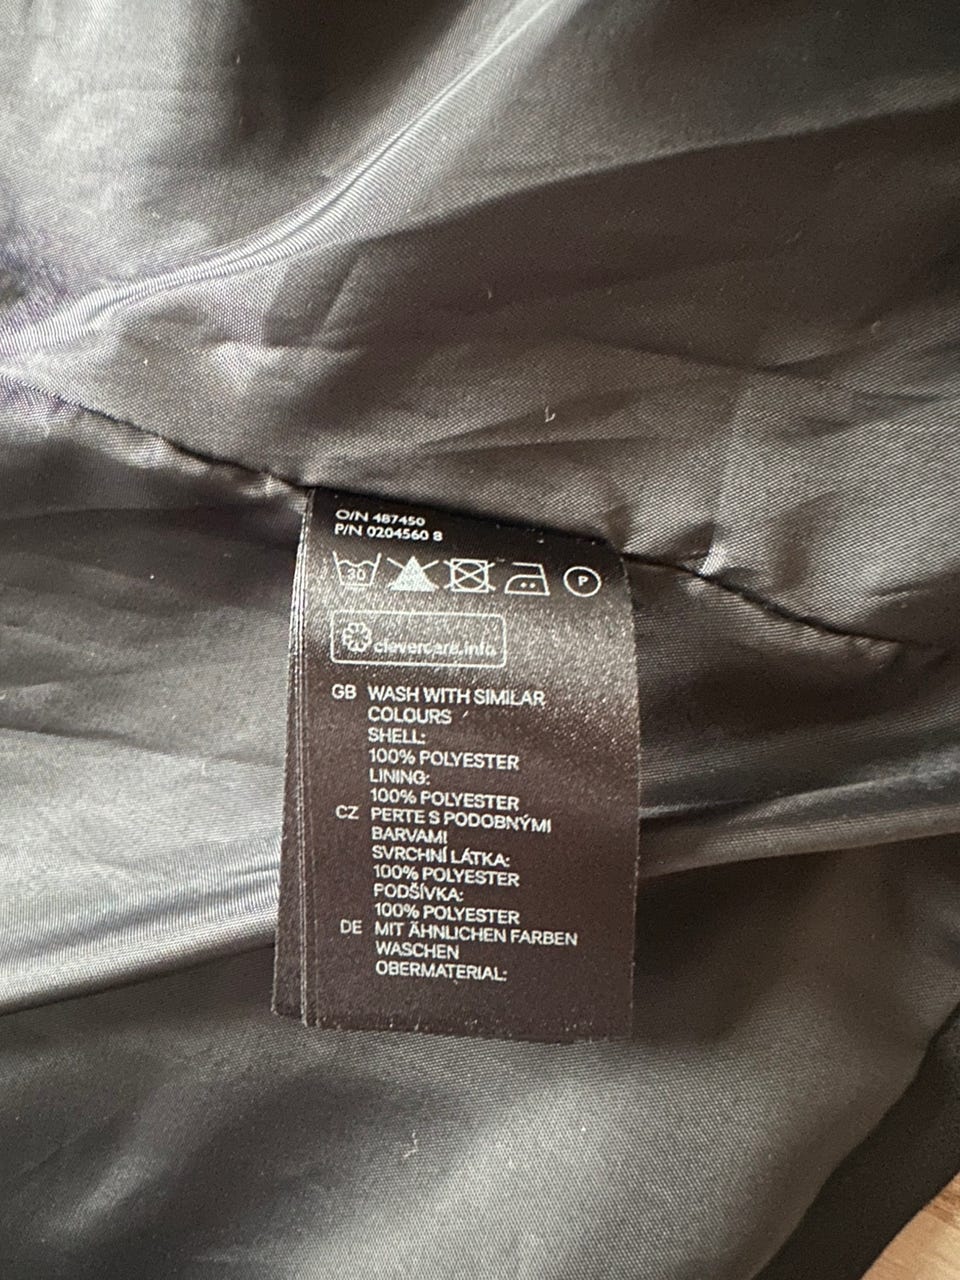 O/N 487450
P/N 0204560 8
30 P
clevercare.info
GB WASH WITH SIMILAR
COLOURS
SHELL:
100% POLYESTER
LINING:
100% POLYESTER
CZ PERTE S PODOBNÝMI
BARVAMI
SVRCHNÍ LÁTKA:
100% POLYESTER
PODŠÍVKA:
100% POLYESTER
DE MIT ÄHNLICHEN FARBEN
WASCHEN
OBERMATERIAL: